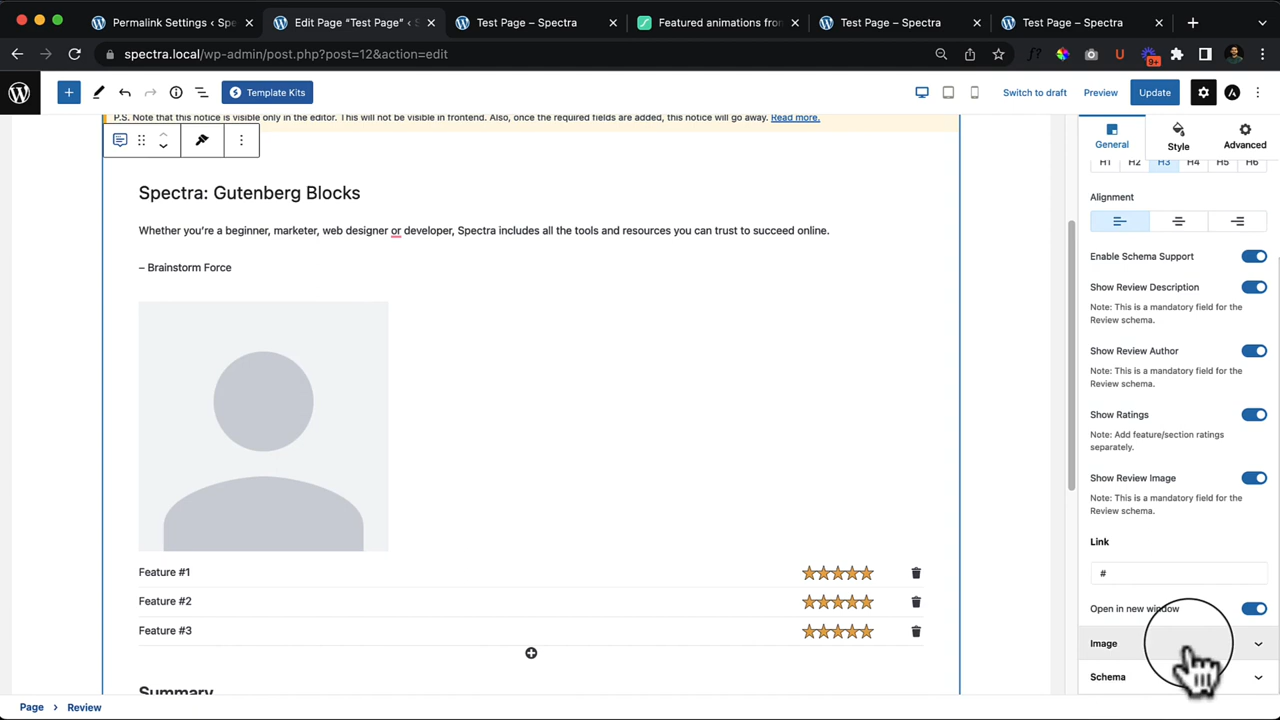 Permalink Settings ‹ Spe
Edit Page “Test Page” ‹ S
Test Page – Spectra
Featured animations fron
Test Page – Spectra
Test Page – Spectra
spectra.local/wp-admin/post.php?post=12&action=edit
9+
Template Kits
Switch to draft
Preview
Update
P.S. Note that this notice is visible only in the editor. This will not be visible in frontend. Also, once the required fields are added, this notice will go away. Read more.
General
Style
Advanced
H1 H2 H3 H4 H5 H6
Alignment
Spectra: Gutenberg Blocks
Whether you're a beginner, marketer, web designer or developer, Spectra includes all the tools and resources you can trust to succeed online.
– Brainstorm Force
Enable Schema Support
Show Review Description
Note: This is a mandatory field for the
Review schema.
Show Review Author
Note: This is a mandatory field for the
Review schema.
Show Ratings
Note: Add feature/section ratings
separately.
Show Review Image
Note: This is a mandatory field for the
Review schema.
Link
#
Open in new window
Image
Schema
Feature #1
Feature #2
Feature #3
Summary
Page › Review